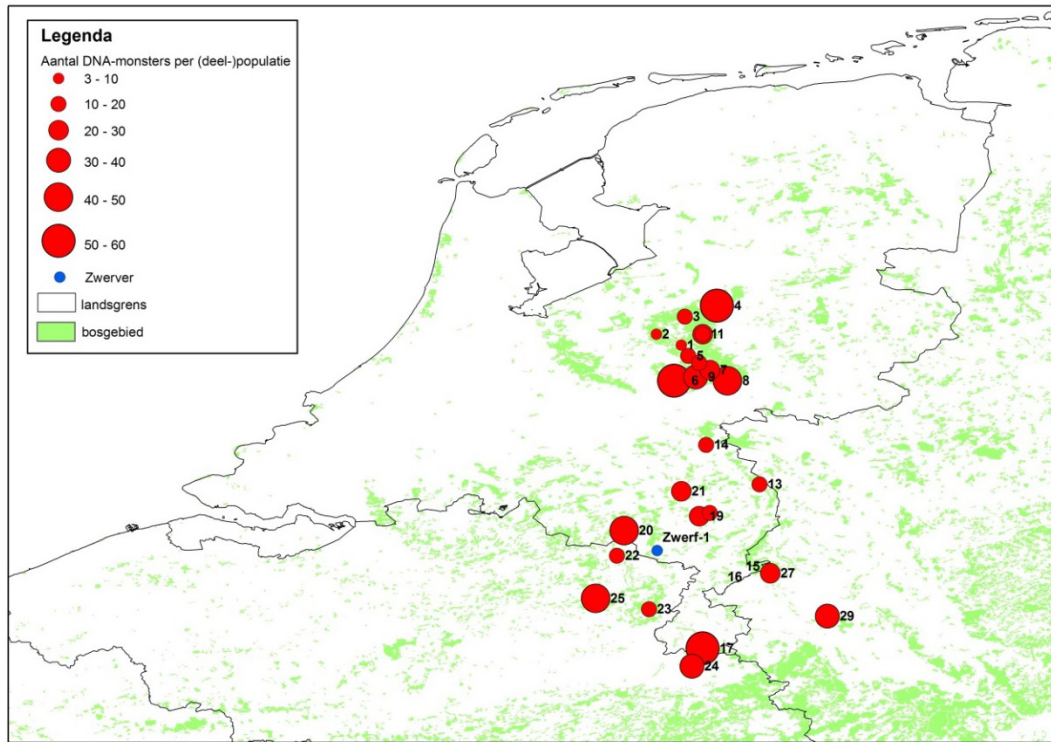 Legenda
Aantal DNA-monsters per (deel-)populatie
3 - 10
10 - 20
20 - 30
30 - 40
40 - 50
50 - 60
Zwerver
landsgrens
bosgebied
4
3
2
11
1
5
7
6
9
8
14
13
21
19
20
Zwerf-1
22
15
16
27
25
23
29
17
24